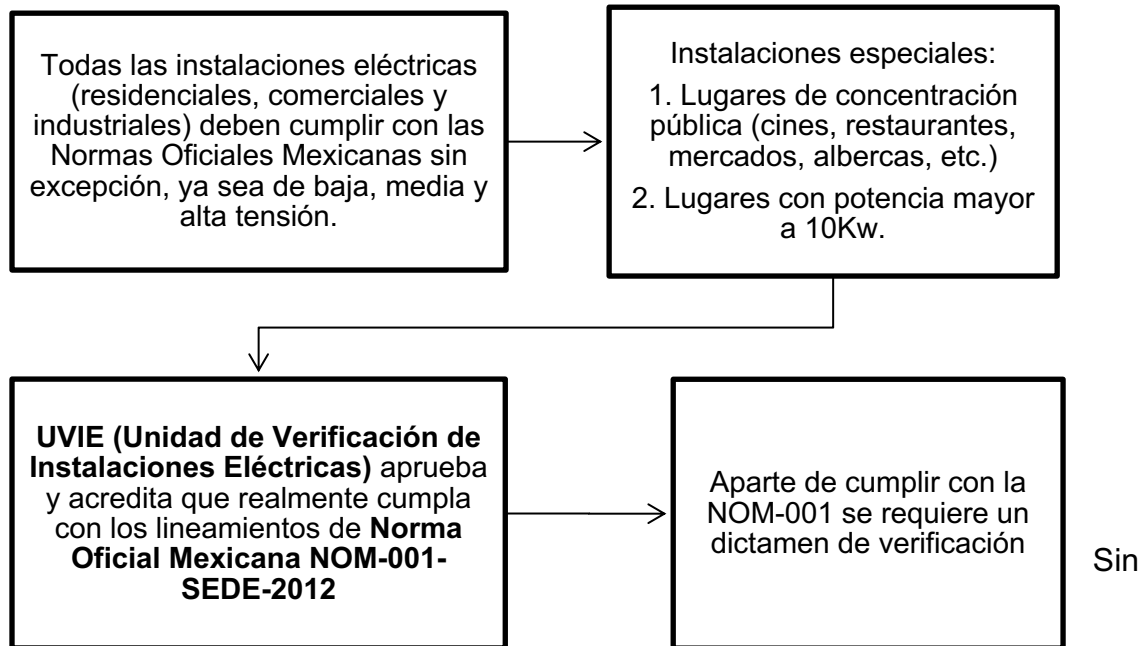 Todas las instalaciones eléctricas
(residenciales, comerciales y
industriales) deben cumplir con las
Normas Oficiales Mexicanas sin
excepción, ya sea de baja, media y
alta tensión.
Instalaciones especiales:
1. Lugares de concentración
pública (cines, restaurantes,
mercados, albercas, etc.)
2. Lugares con potencia mayor
a 10Kw.
UVIE (Unidad de Verificación de
Instalaciones Eléctricas) aprueba
y acredita que realmente cumpla
con los lineamientos de Norma
Oficial Mexicana NOM-001-
SEDE-2012
Aparte de cumplir con la
NOM-001 se requiere un
dictamen de verificación
Sin